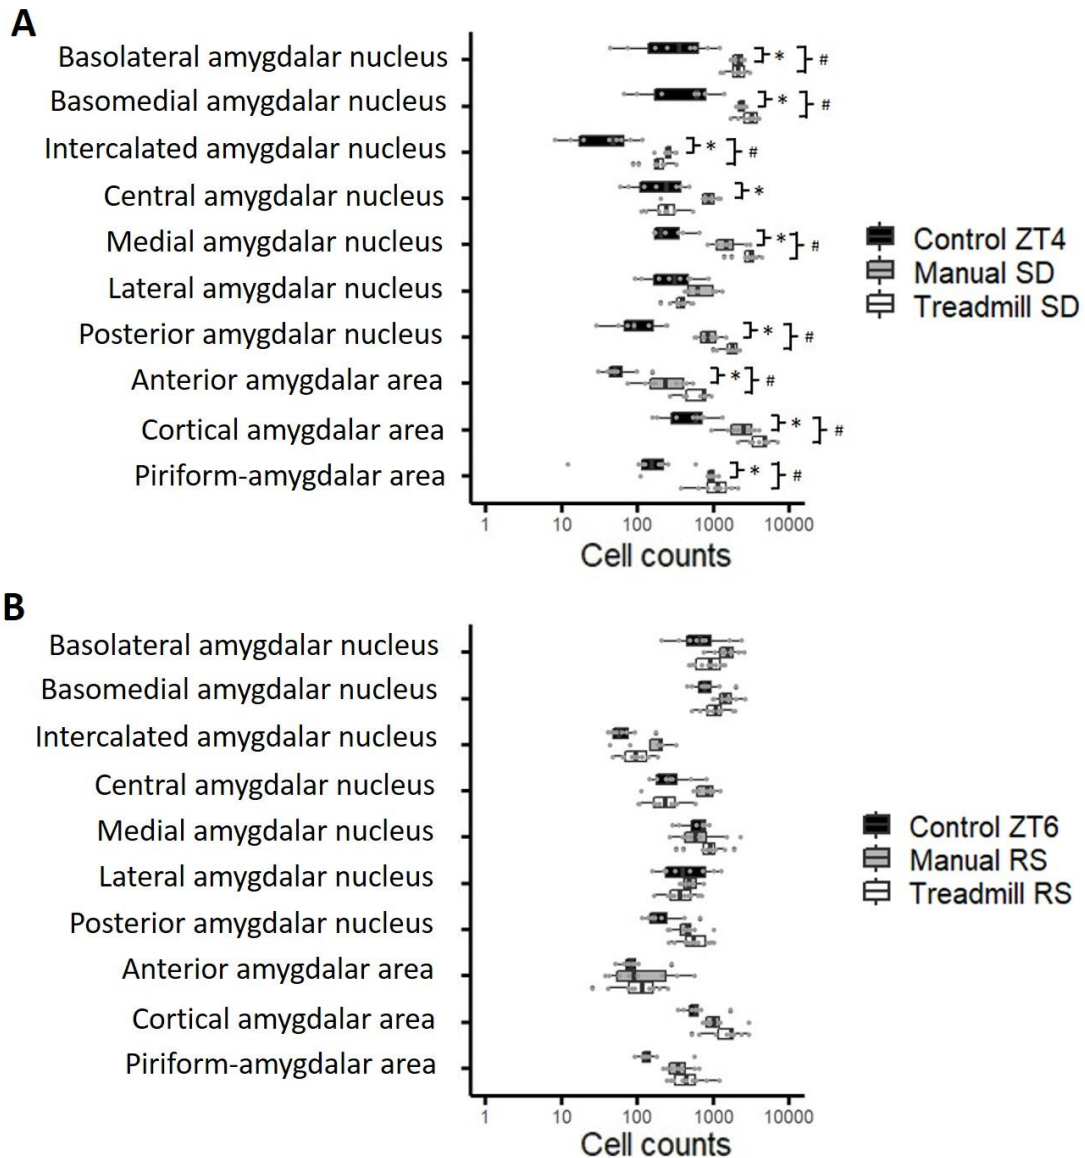 A
Basolateral amygdalar nucleus
* #
Basomedial amygdalar nucleus
* #
Intercalated amygdalar nucleus
* #
Central amygdalar nucleus
*
Medial amygdalar nucleus
* #
Lateral amygdalar nucleus
Posterior amygdalar nucleus
* #
Anterior amygdalar area
* #
Cortical amygdalar area
* #
Piriform-amygdalar area
* #
1 10 100 1000 10000
Cell counts
Control ZT4
Manual SD
Treadmill SD
B
Basolateral amygdalar nucleus
Basomedial amygdalar nucleus
Intercalated amygdalar nucleus
Central amygdalar nucleus
Medial amygdalar nucleus
Lateral amygdalar nucleus
Posterior amygdalar nucleus
Anterior amygdalar area
Cortical amygdalar area
Piriform-amygdalar area
1 10 100 1000 10000
Cell counts
Control ZT6
Manual RS
Treadmill RS